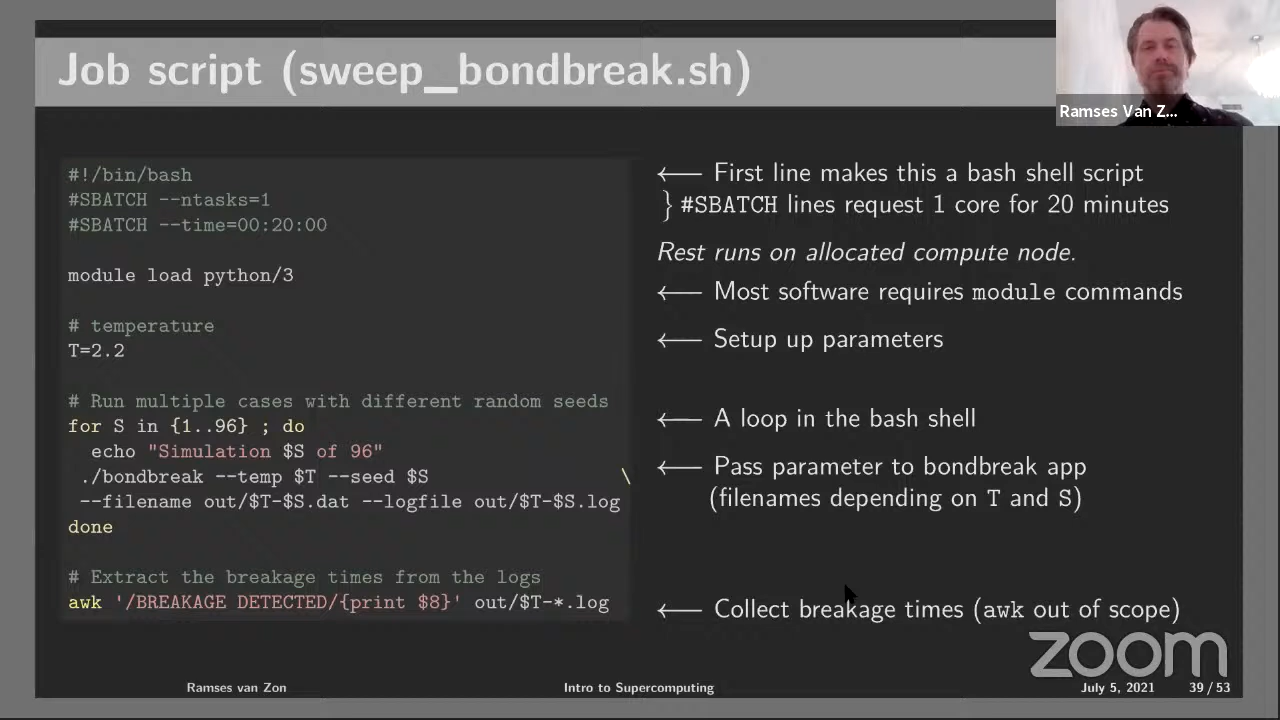 Job script (sweep_bondbreak.sh)
Ramses Van Z...
#!/bin/bash
#SBATCH --ntasks=1
#SBATCH --time=00:20:00
module load python/3
# temperature
T=2.2
# Run multiple cases with different random seeds
for S in {1..96} ; do
echo "Simulation $S of 96"
./bondbreak --temp $T --seed $S \
--filename out/$T-$S.dat --logfile out/$T-$S.log
done
# Extract the breakage times from the logs
awk '/BREAKAGE DETECTED/{print $8}' out/$T-*.log
← First line makes this a bash shell script
} #SBATCH lines request 1 core for 20 minutes
Rest runs on allocated compute node.
← Most software requires module commands
← Setup up parameters
← A loop in the bash shell
← Pass parameter to bondbreak app
(filenames depending on T and S)
← Collect breakage times (awk out of scope)
zoom
Ramses van Zon
Intro to Supercomputing
July 5, 2021
39 / 53